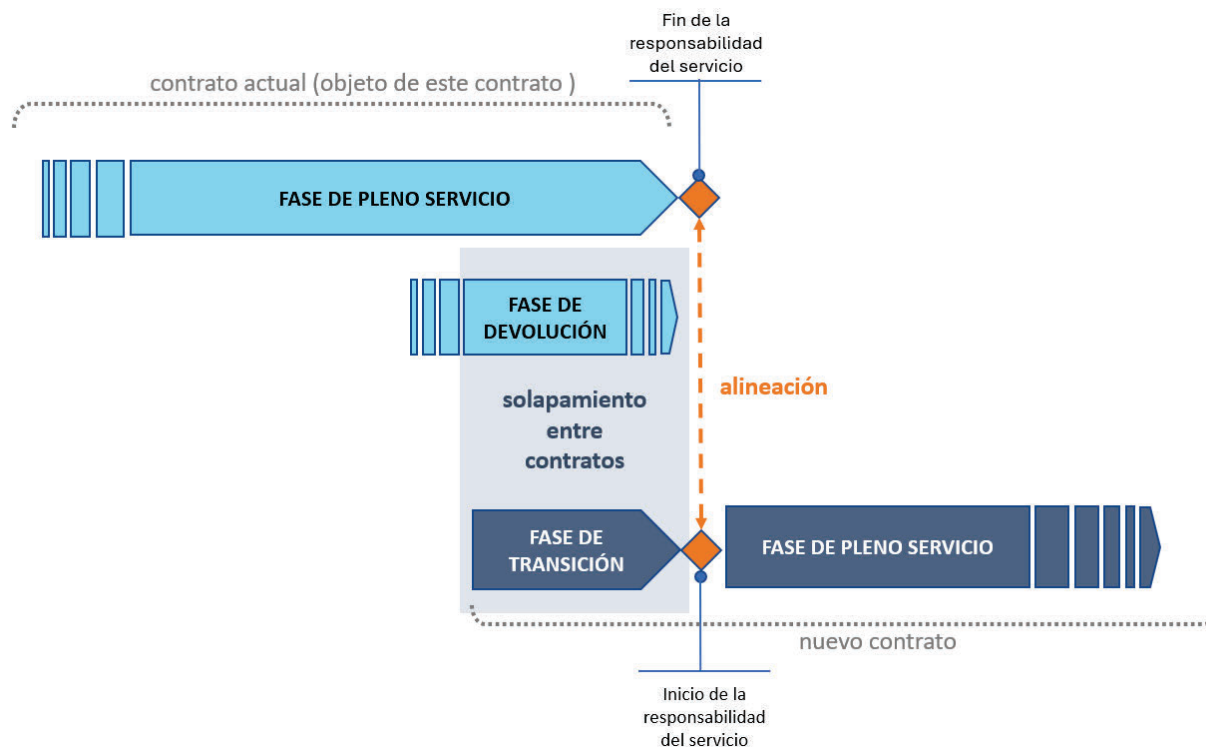 Fin de la
responsabilidad
del servicio
contrato actual (objeto de este contrato )
FASE DE PLENO SERVICIO
FASE DE
DEVOLUCIÓN
solapamiento
entre
contratos
alineación
FASE DE
TRANSICIÓN
FASE DE PLENO SERVICIO
nuevo contrato
Inicio de la
responsabilidad
del servicio